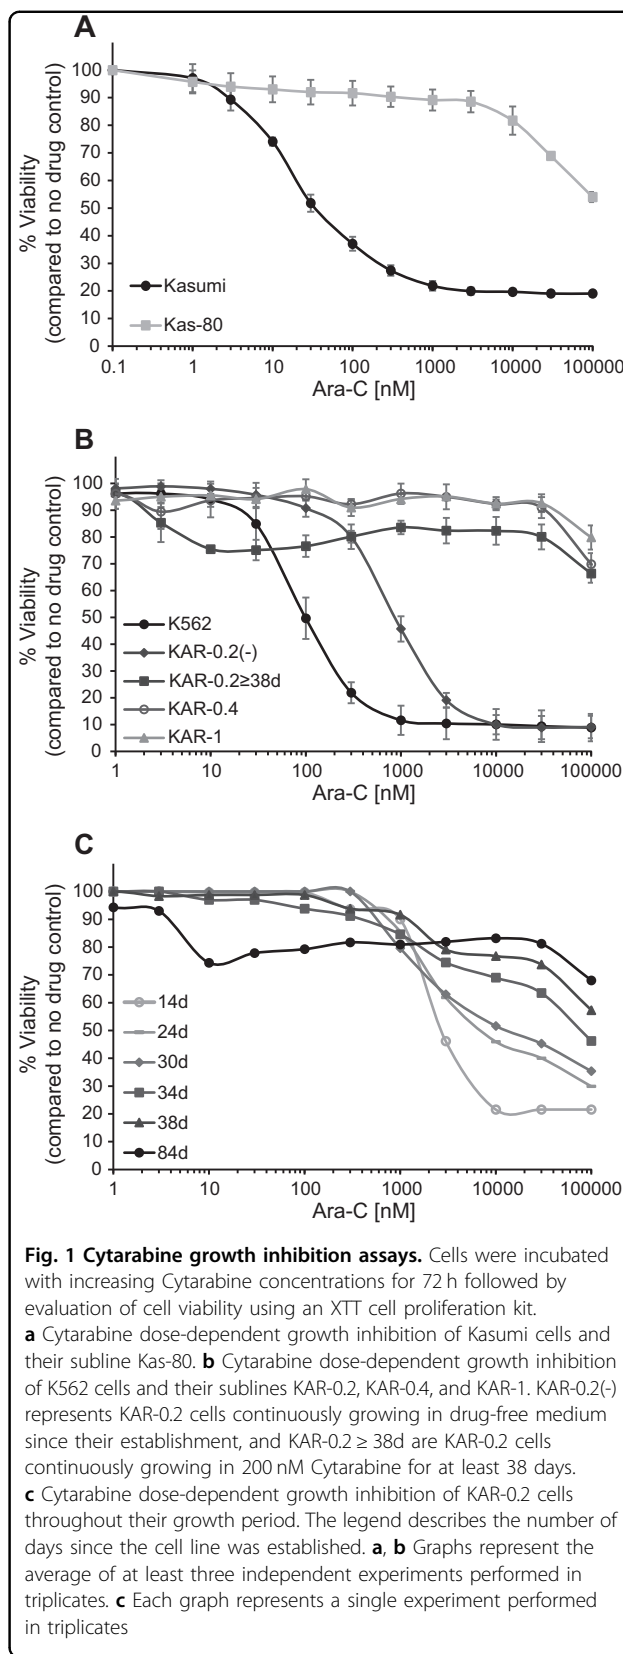 A
% Viability
(compared to no drug control)
100
90
80
70
60
50
40
30
20
10
0
Kasumi
Kas-80
0.1
1
10
100
1000
10000
100000
Ara-C [nM]
B
% Viability
(compared to no drug control)
100
90
80
70
60
50
40
30
20
10
0
K562
KAR-0.2(-)
KAR-0.2≥38d
KAR-0.4
KAR-1
1
10
100
1000
10000
100000
Ara-C [nM]
C
% Viability
(compared to no drug control)
100
90
80
70
60
50
40
30
20
10
0
14d
24d
30d
34d
38d
84d
1
10
100
1000
10000
100000
Ara-C [nM]
Fig. 1 Cytarabine growth inhibition assays. Cells were incubated
with increasing Cytarabine concentrations for 72 h followed by
evaluation of cell viability using an XTT cell proliferation kit.
a Cytarabine dose-dependent growth inhibition of Kasumi cells and
their subline Kas-80. b Cytarabine dose-dependent growth inhibition
of K562 cells and their sublines KAR-0.2, KAR-0.4, and KAR-1. KAR-0.2(-)
represents KAR-0.2 cells continuously growing in drug-free medium
since their establishment, and KAR-0.2 ≥ 38d are KAR-0.2 cells
continuously growing in 200 nM Cytarabine for at least 38 days.
c Cytarabine dose-dependent growth inhibition of KAR-0.2 cells
throughout their growth period. The legend describes the number of
days since the cell line was established. a, b Graphs represent the
average of at least three independent experiments performed in
triplicates. c Each graph represents a single experiment performed
in triplicates